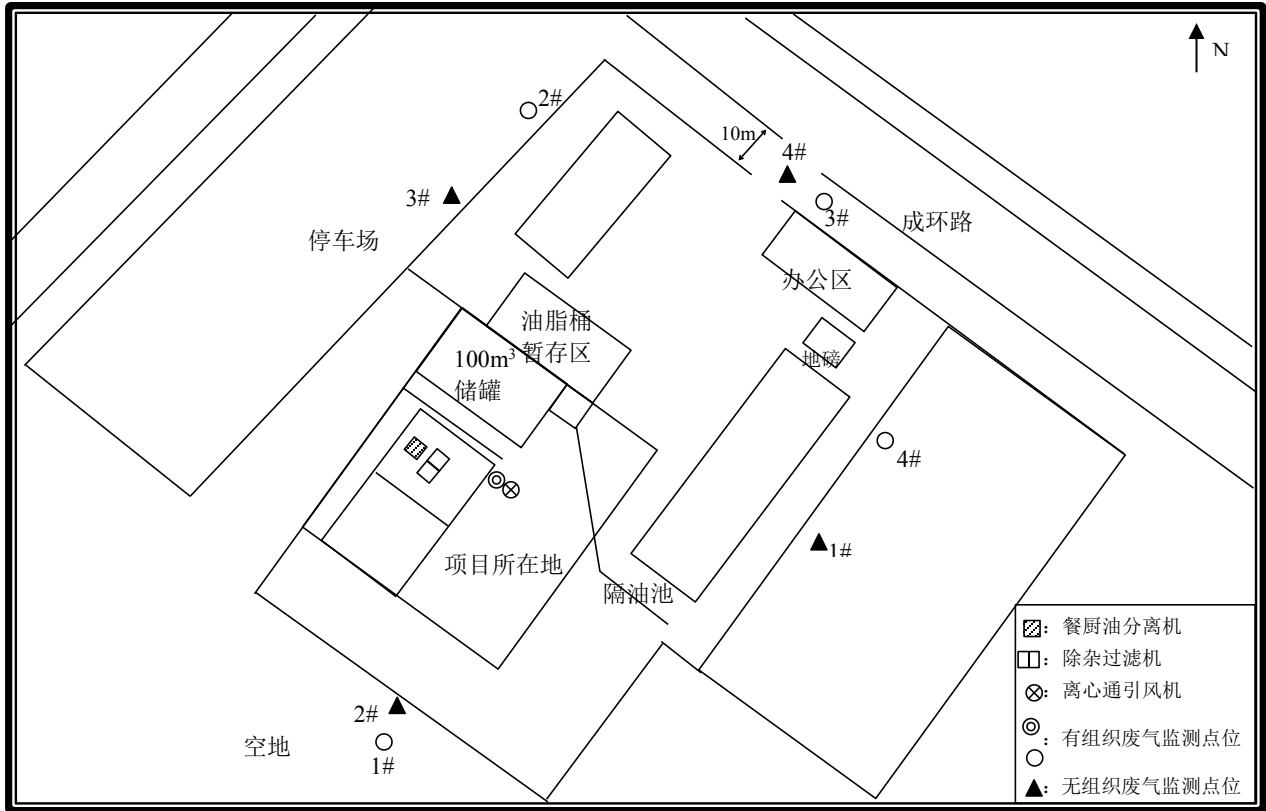 N
2#
10m
4#
3#
3#
成环路
停车场
办公区
油脂桶
暂存区
100m³
储罐
地磅
4#
1#
项目所在地
隔油池
2#
空地
1#
：餐厨油分离机
：除杂过滤机
：离心通引风机
：有组织废气监测点位
：无组织废气监测点位